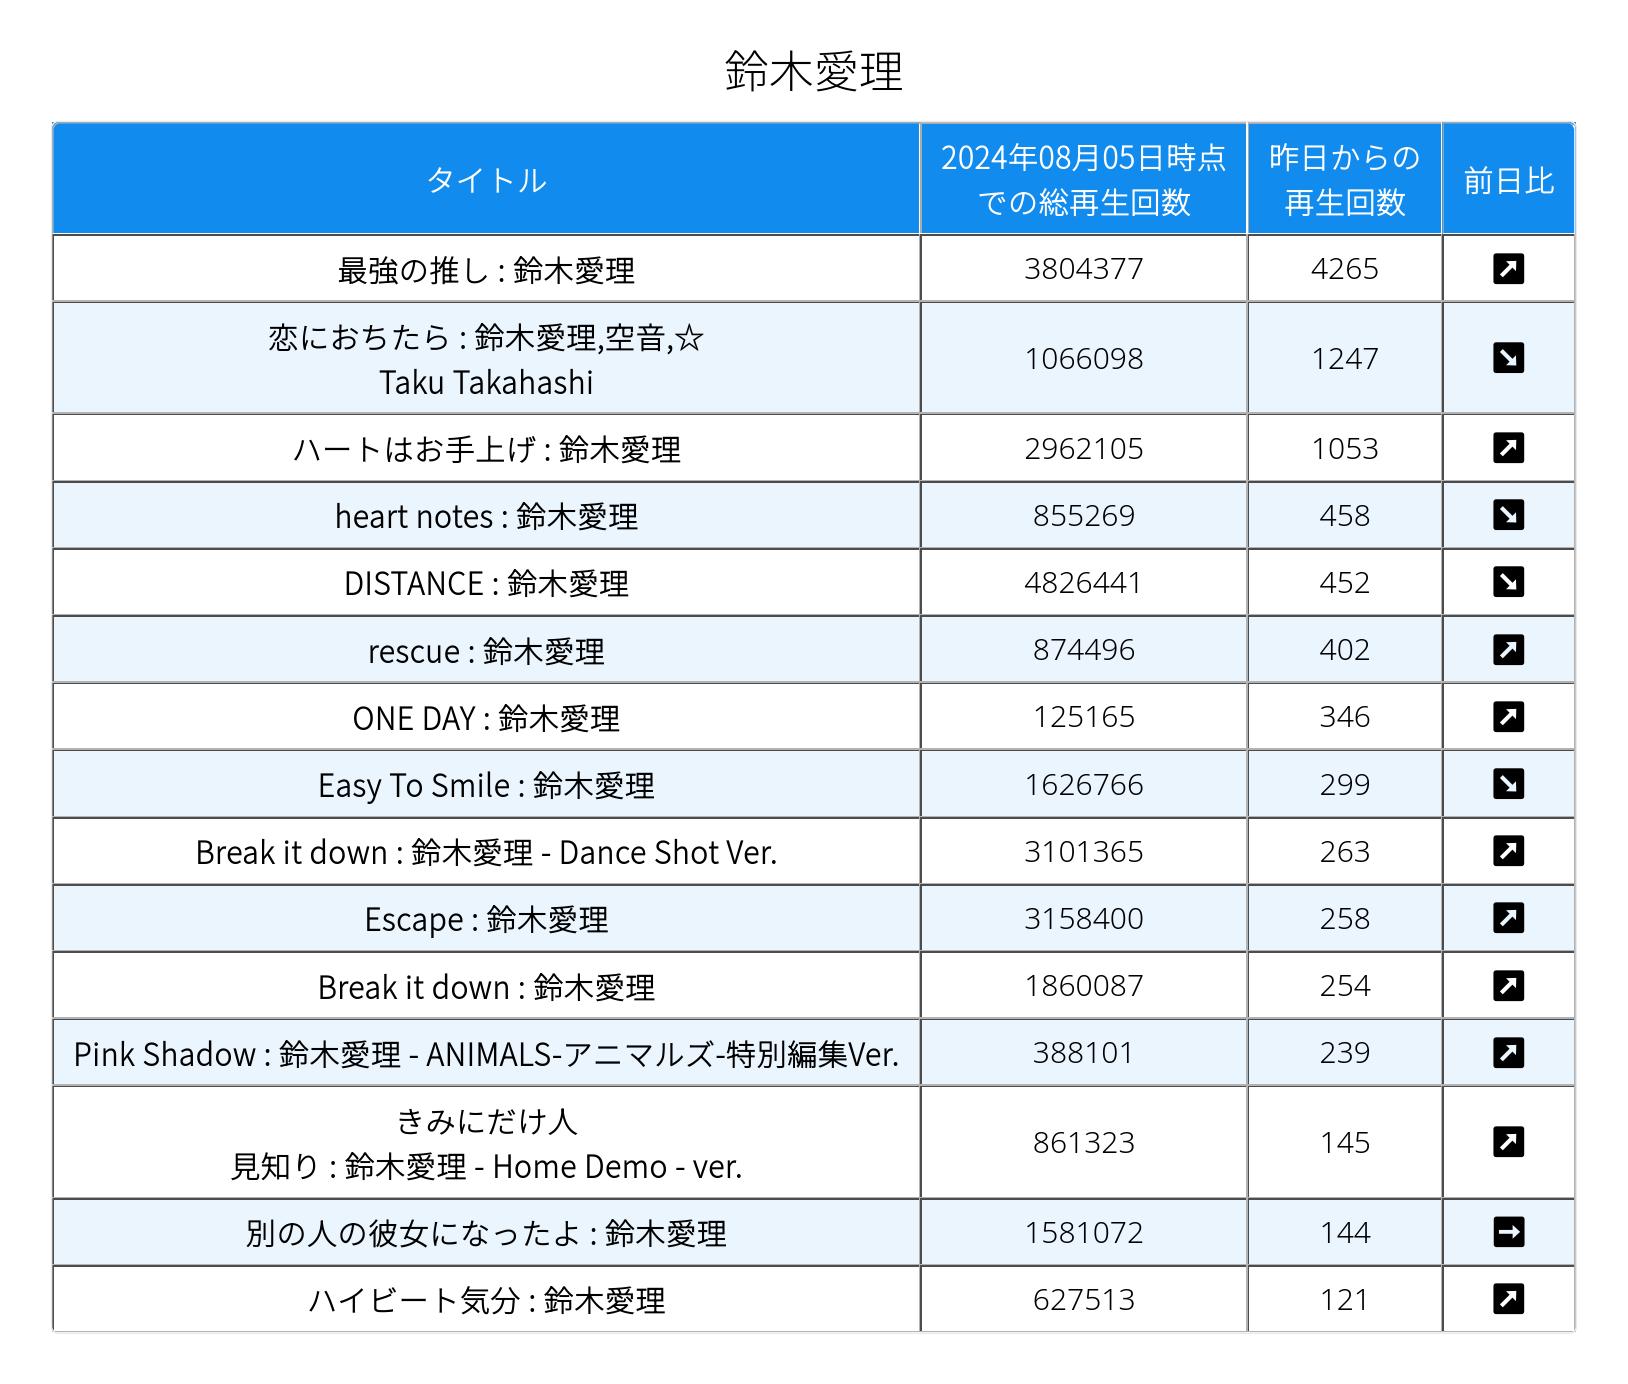 鈴木愛理
タイトル
2024年08月05日時点
での総再生回数
昨日からの
再生回数
前日比
最強の推し : 鈴木愛理 3804377 4265 ↗
恋におちたら : 鈴木愛理,空音,☆
Taku Takahashi
1066098 1247 ↘
ハートはお手上げ : 鈴木愛理 2962105 1053 ↗
heart notes : 鈴木愛理 855269 458 ↘
DISTANCE : 鈴木愛理 4826441 452 ↘
rescue : 鈴木愛理 874496 402 ↗
ONE DAY : 鈴木愛理 125165 346 ↗
Easy To Smile : 鈴木愛理 1626766 299 ↘
Break it down : 鈴木愛理 - Dance Shot Ver. 3101365 263 ↗
Escape : 鈴木愛理 3158400 258 ↗
Break it down : 鈴木愛理 1860087 254 ↗
Pink Shadow : 鈴木愛理 - ANIMALS-アニマルズ-特別編集Ver. 388101 239 ↗
きみにだけ人
見知り : 鈴木愛理 - Home Demo - ver.
861323 145 ↗
別の人の彼女になったよ : 鈴木愛理 1581072 144 →
ハイビート気分 : 鈴木愛理 627513 121 ↗